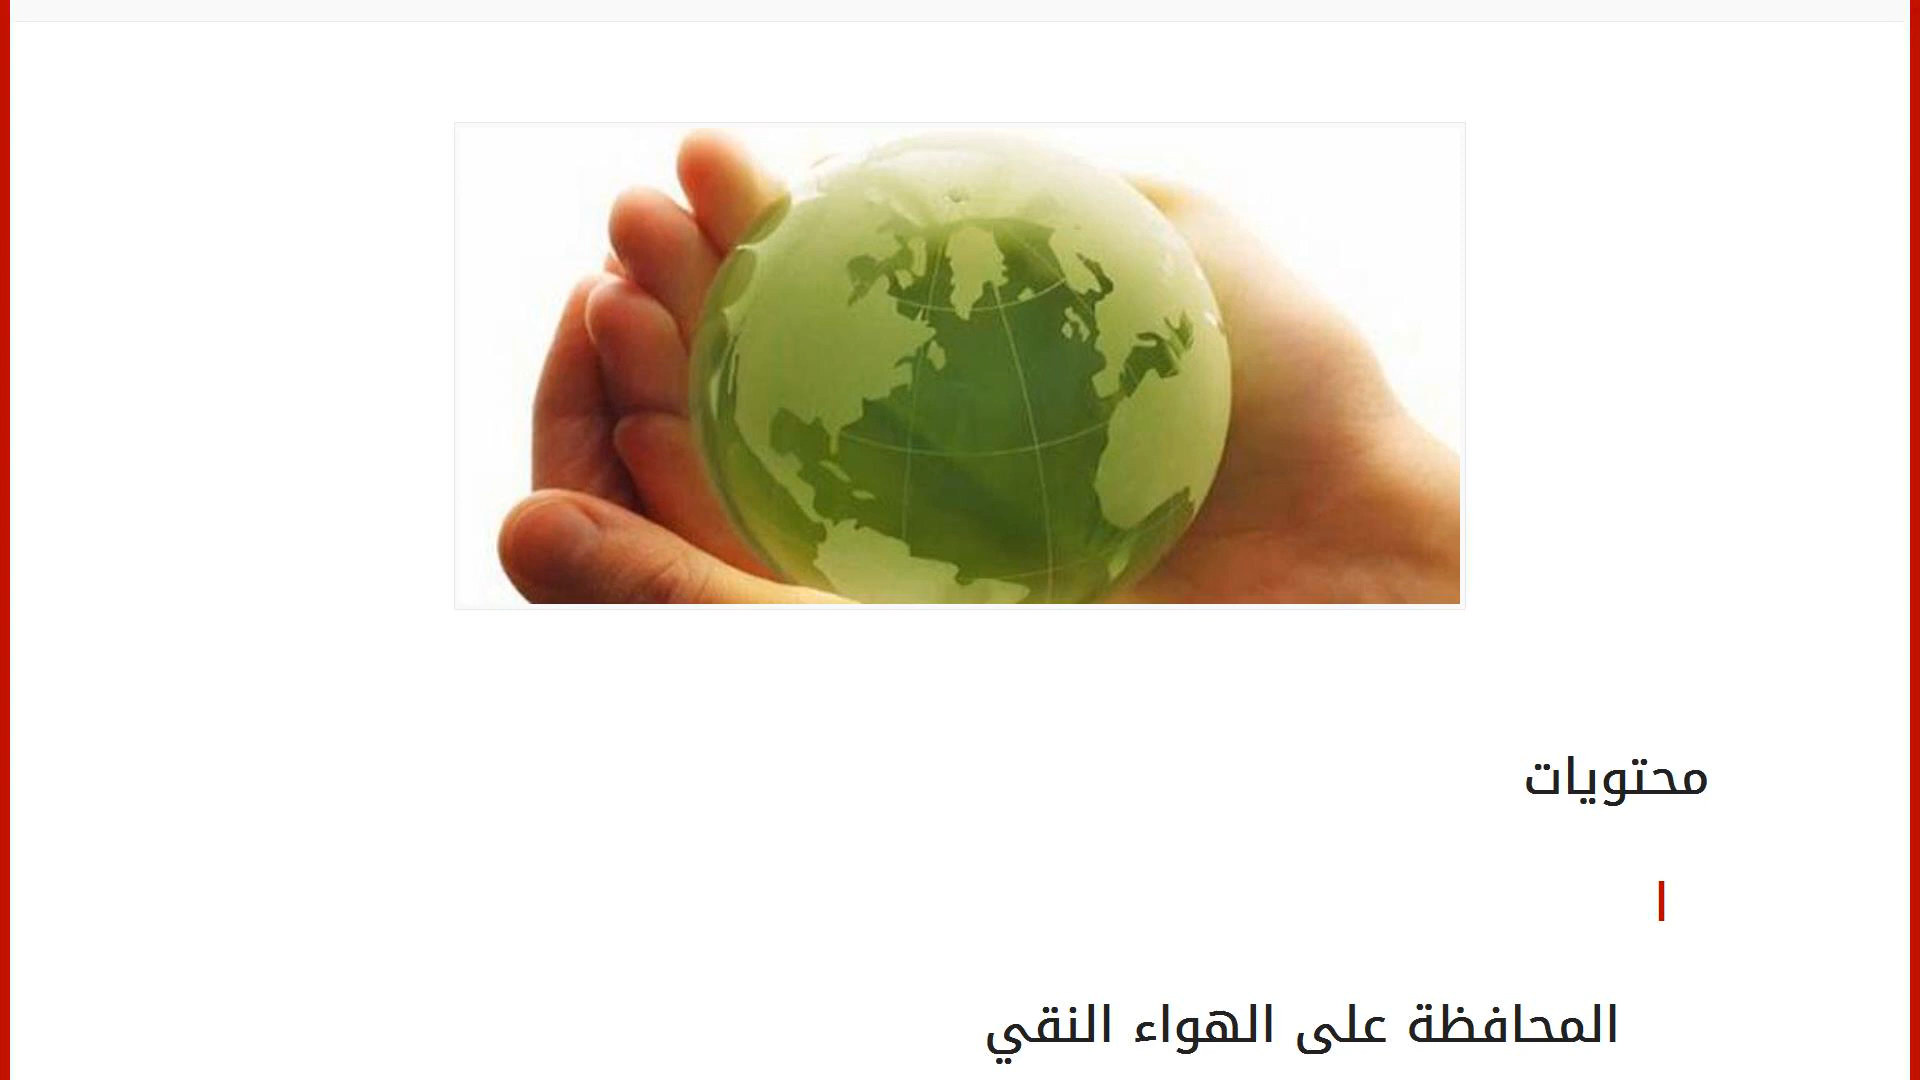 محتويات
ا
المحافظة على الهواء النقي